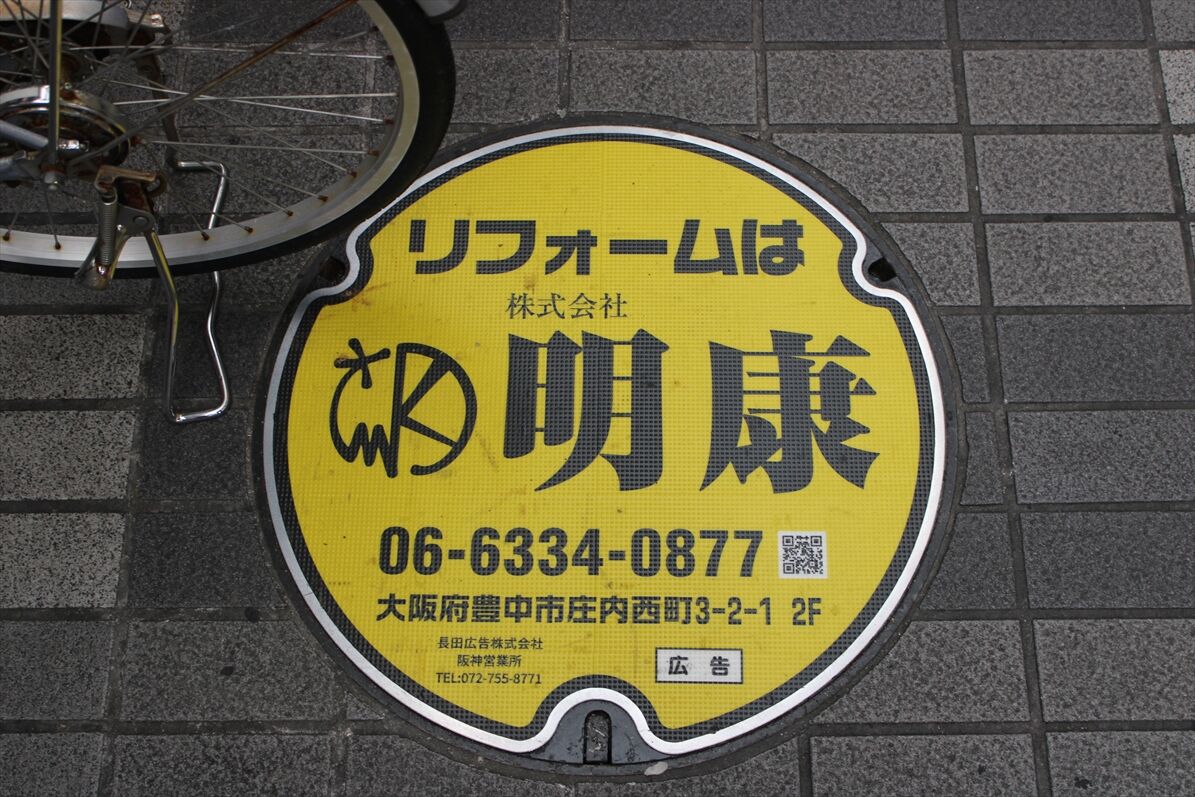 リフォームは
株式会社
K
明康
06-6334-0877
大阪府豊中市庄内西町3-2-1 2F
長田広告株式会社
阪神営業所
TEL:072-755-8771
広告